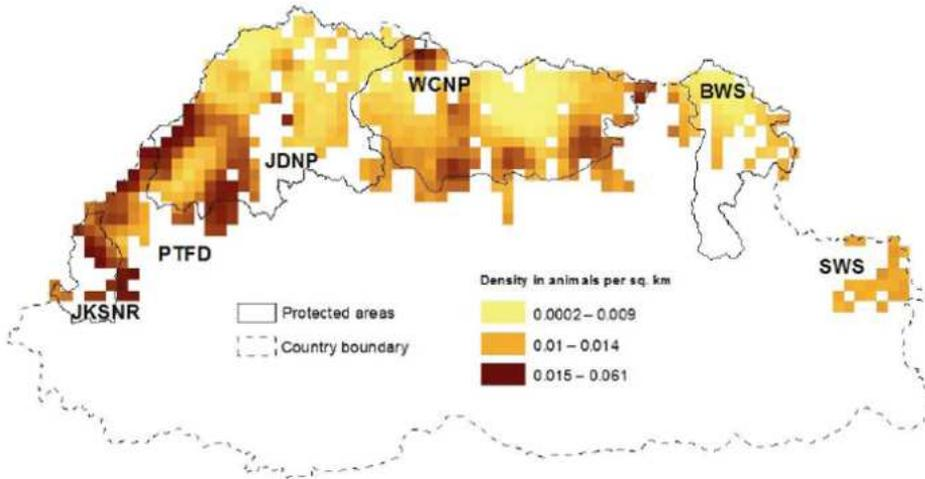 WCNP
BWS
JDNP
PTFD
SWS
JKSNR
Protected areas
Country boundary
Density in animals per sq. km
0.0002 – 0.009
0.01 – 0.014
0.015 – 0.061